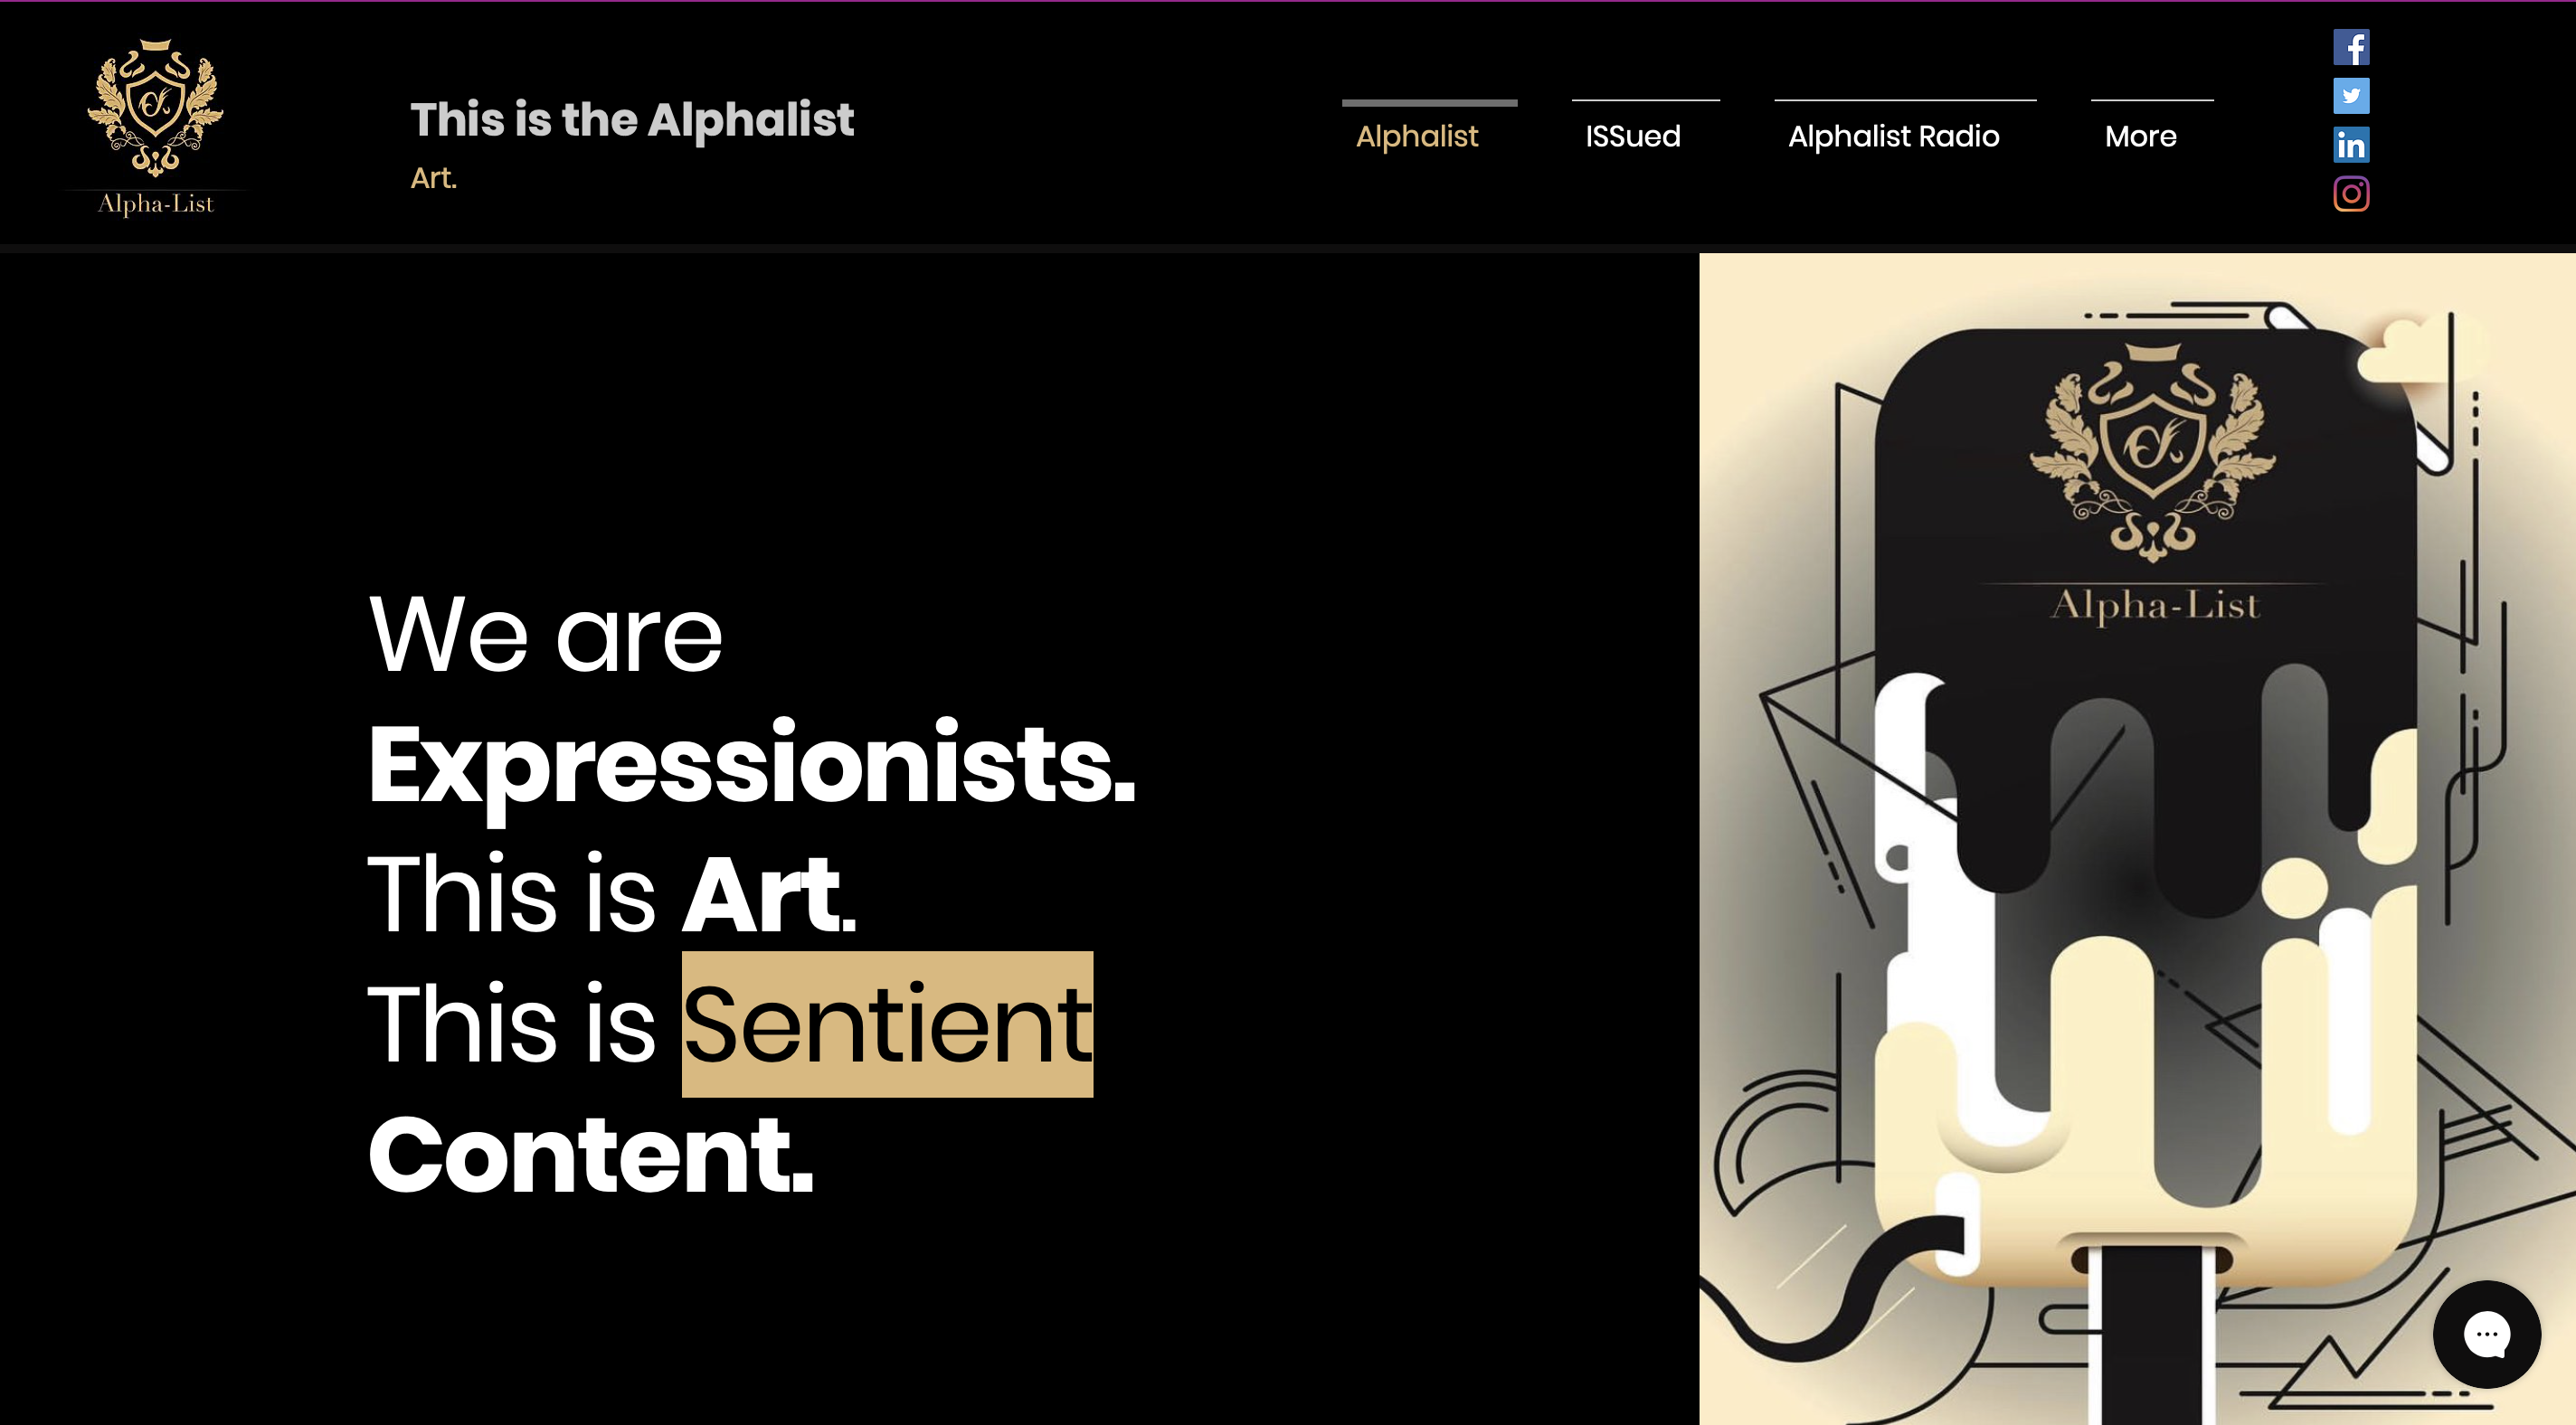 Alpha-List
This is the Alphalist
Art.
Alphalist
ISSued
Alphalist Radio
More
We are
Expressionists.
This is Art.
This is Sentient
Content.
Alpha-List